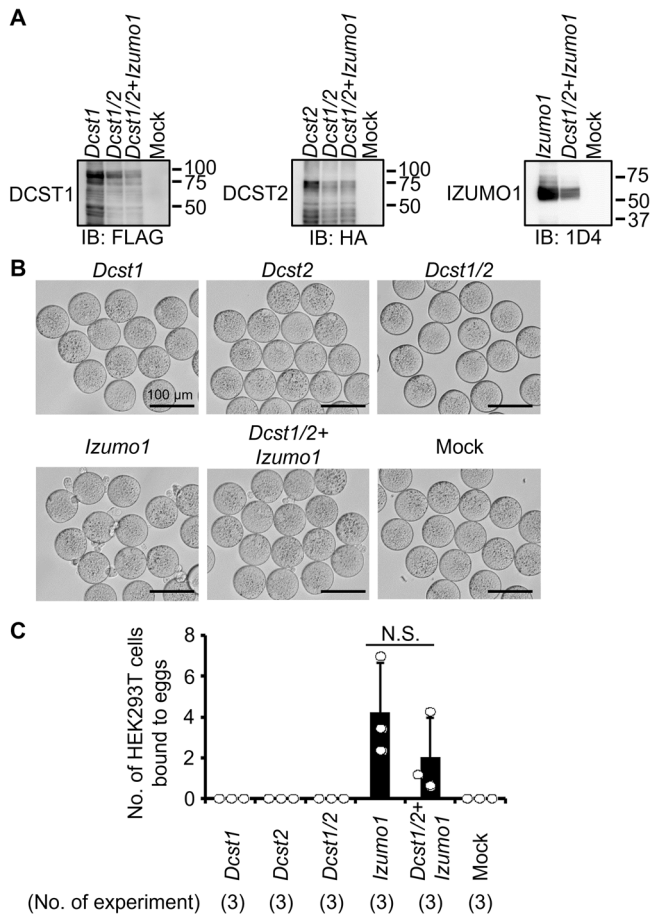 A
Dcst1
Dcst1/2
Dcst1/2+Izumo1
Mock
DCST1
100
75
50
IB: FLAG
Dcst2
Dcst1/2
Dcst1/2+Izumo1
Mock
DCST2
100
75
50
IB: HA
Izumo1
Dcst1/2+Izumo1
Mock
IZUMO1
75
50
37
IB: 1D4
B
Dcst1
Dcst2
Dcst1/2
100 µm
Izumo1
Dcst1/2+
Izumo1
Mock
C
No. of HEK293T cells
bound to eggs
8
6
4
2
0
N.S.
Dcst1
Dcst2
Dcst1/2
Izumo1
Dcst1/2+
Izumo1
Mock
(No. of experiment) (3) (3) (3) (3) (3) (3)